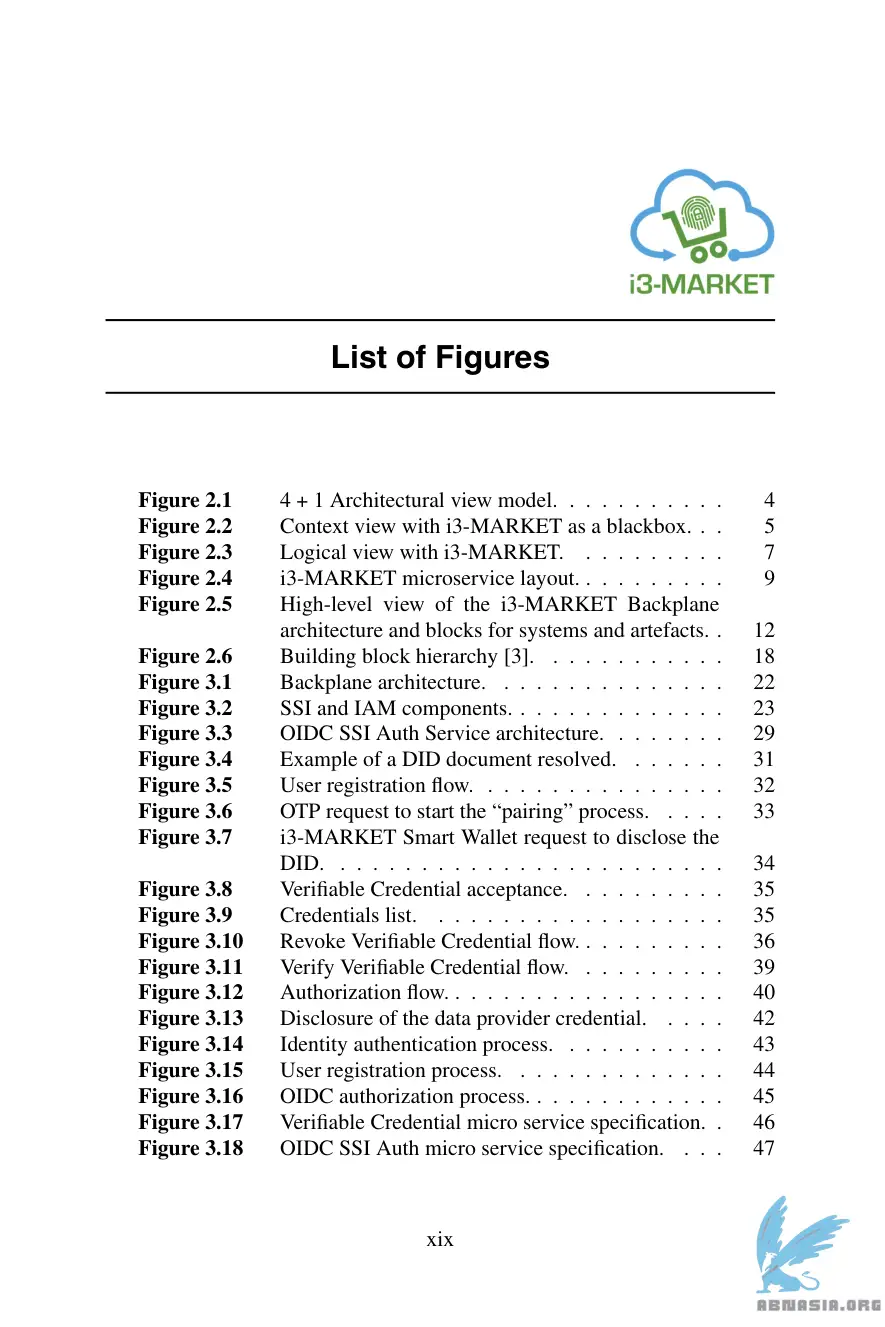 i3-MARKET
List of Figures
Figure 2.1 4 + 1 Architectural view model. . . . . . . . . . . 4
Figure 2.2 Context view with i3-MARKET as a blackbox. . . 5
Figure 2.3 Logical view with i3-MARKET. . . . . . . . . . 7
Figure 2.4 i3-MARKET microservice layout. . . . . . . . . . 9
Figure 2.5 High-level view of the i3-MARKET Backplane
architecture and blocks for systems and artefacts. . 12
Figure 2.6 Building block hierarchy [3]. . . . . . . . . . . . 18
Figure 3.1 Backplane architecture. . . . . . . . . . . . . . . 22
Figure 3.2 SSI and IAM components. . . . . . . . . . . . . . 23
Figure 3.3 OIDC SSI Auth Service architecture. . . . . . . . 29
Figure 3.4 Example of a DID document resolved. . . . . . . 31
Figure 3.5 User registration flow. . . . . . . . . . . . . . . . 32
Figure 3.6 OTP request to start the “pairing” process. . . . . 33
Figure 3.7 i3-MARKET Smart Wallet request to disclose the
DID. . . . . . . . . . . . . . . . . . . . . . . . . 34
Figure 3.8 Verifiable Credential acceptance. . . . . . . . . . 35
Figure 3.9 Credentials list. . . . . . . . . . . . . . . . . . . 35
Figure 3.10 Revoke Verifiable Credential flow. . . . . . . . . . 36
Figure 3.11 Verify Verifiable Credential flow. . . . . . . . . . 39
Figure 3.12 Authorization flow. . . . . . . . . . . . . . . . . . 40
Figure 3.13 Disclosure of the data provider credential. . . . . 42
Figure 3.14 Identity authentication process. . . . . . . . . . . 43
Figure 3.15 User registration process. . . . . . . . . . . . . . 44
Figure 3.16 OIDC authorization process. . . . . . . . . . . . . 45
Figure 3.17 Verifiable Credential micro service specification. . 46
Figure 3.18 OIDC SSI Auth micro service specification. . . . 47
xix
ABNASIA.ORG